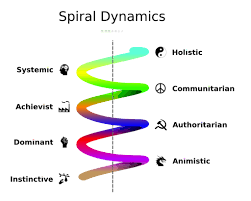 Spiral Dynamics
Holistic
Systemic
Communitarian
Achievist
Authoritarian
Dominant
Animistic
Instinctive